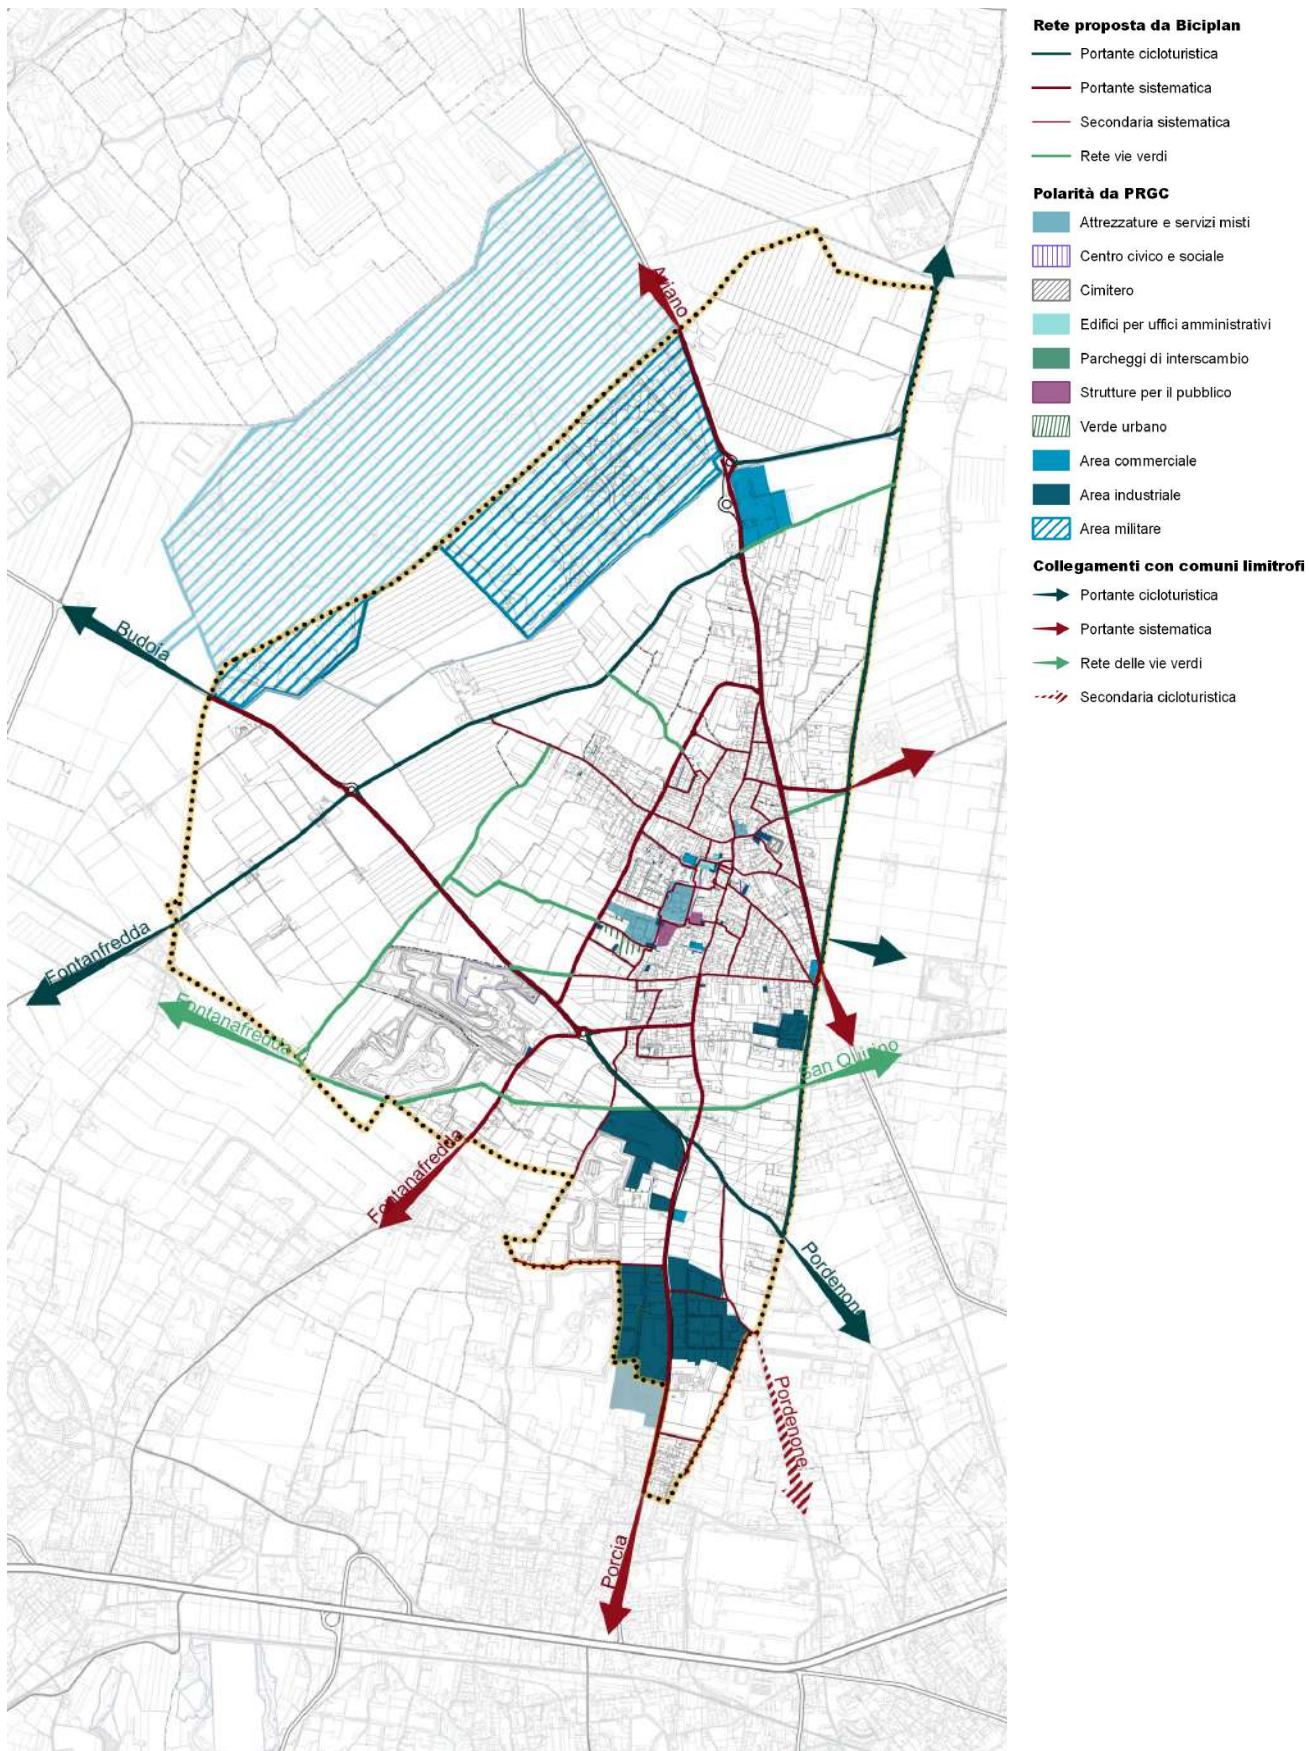 Rete proposta da Biciplan
Portante cicloturistica
Portante sistematica
Secondaria sistematica
Rete vie verdi
Polarità da PRGC
Attrezzature e servizi misti
Centro civico e sociale
Cimitero
Edifici per uffici amministrativi
Parcheggi di interscambio
Strutture per il pubblico
Verde urbano
Area commerciale
Area industriale
Area militare
Collegamenti con comuni limitrofi
Portante cicloturistica
Portante sistematica
Rete delle vie verdi
Secondaria cicloturistica
Aviano
Budoia
Fontanfredda
Fontanafredda
San Quirino
Fontanafredda
Pordenone
Pordenone
Porcia